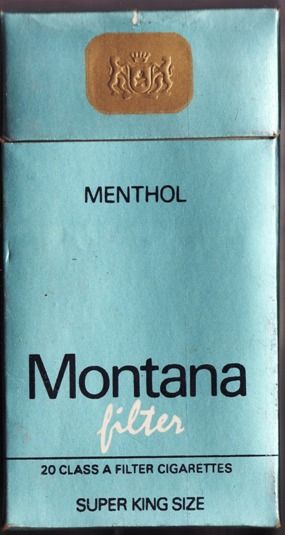 MENTHOL
Montana
filter
20 CLASS A FILTER CIGARETTES
SUPER KING SIZE